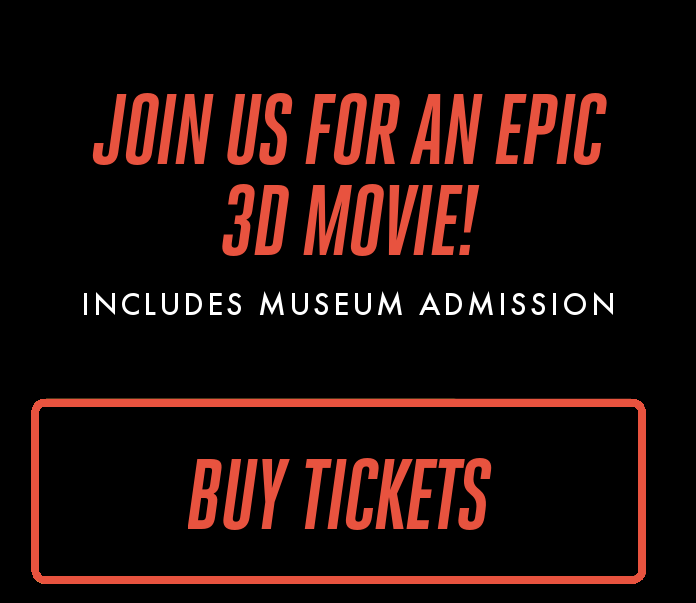 JOIN US FOR AN EPIC
3D MOVIE!
INCLUDES MUSEUM ADMISSION
BUY TICKETS